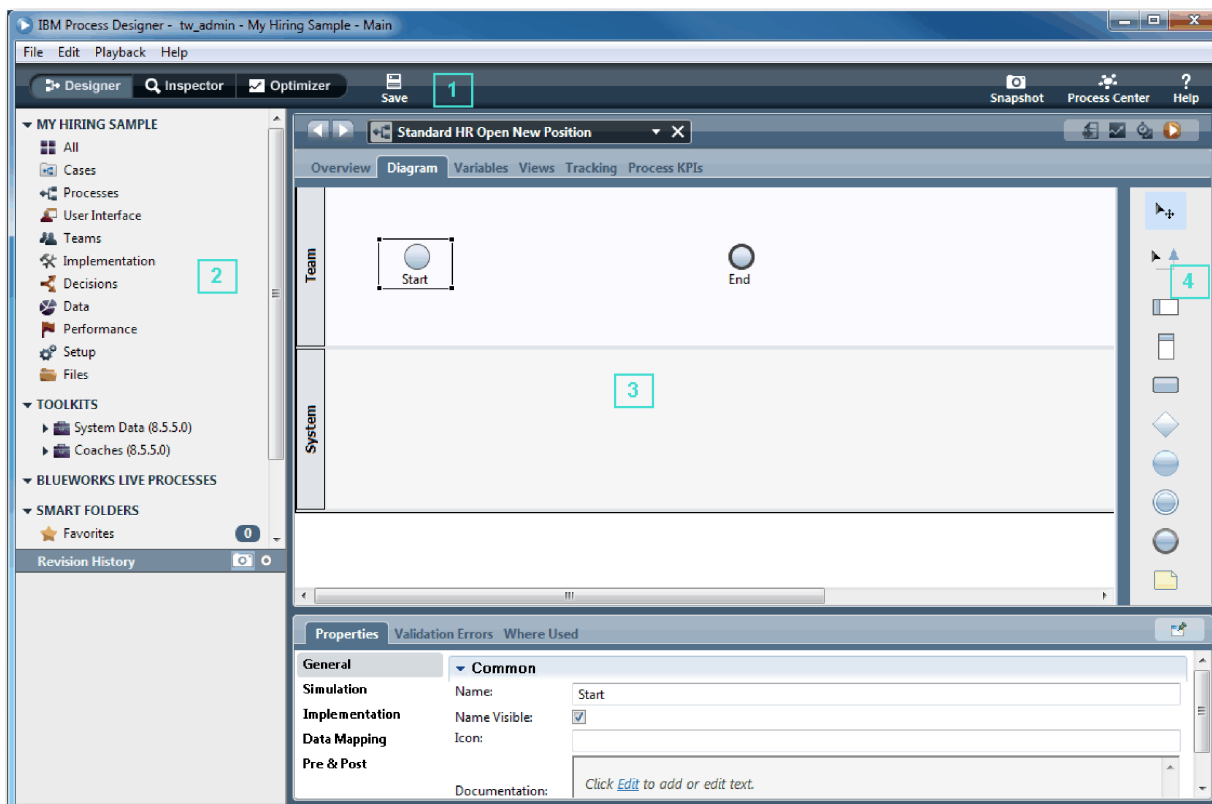 IBM Process Designer - tw_admin - My Hiring Sample - Main
File Edit Playback Help
Designer Inspector Optimizer Save 1 Snapshot Process Center ? Help
MY HIRING SAMPLE
All
Cases
Processes
User Interface
Teams
Implementation
2
Decisions
Data
Performance
Setup
Files
TOOLKITS
System Data (8.5.5.0)
Coaches (8.5.5.0)
BLUEWORKS LIVE PROCESSES
SMART FOLDERS
Favorites 0
Revision History
Standard HR Open New Position
Overview Diagram Variables Views Tracking Process KPIs
Team
Start
End
System
3
4
Properties Validation Errors Where Used
General
Simulation
Implementation
Data Mapping
Pre & Post
Common
Name: Start
Name Visible:
Icon:
Documentation: Click Edit to add or edit text.